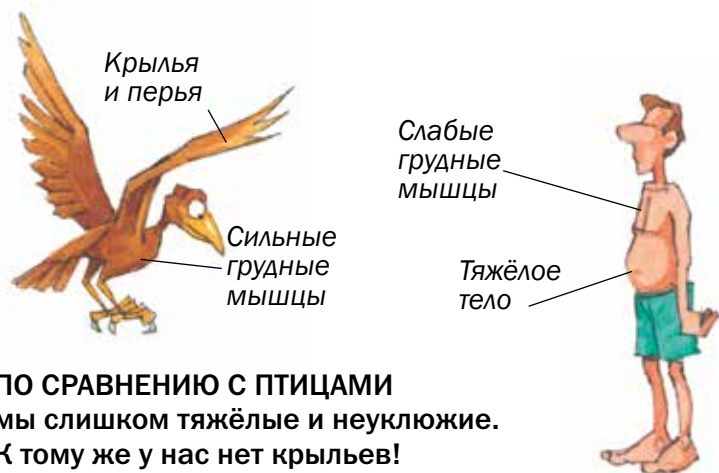 Крылья
и перья
Сильные
грудные
мышцы
Слабые
грудные
мышцы
Тяжёлое
тело
ПО СРАВНЕНИЮ С ПТИЦАМИ
мы слишком тяжёлые и неуклюжие.
К тому же у нас нет крыльев!